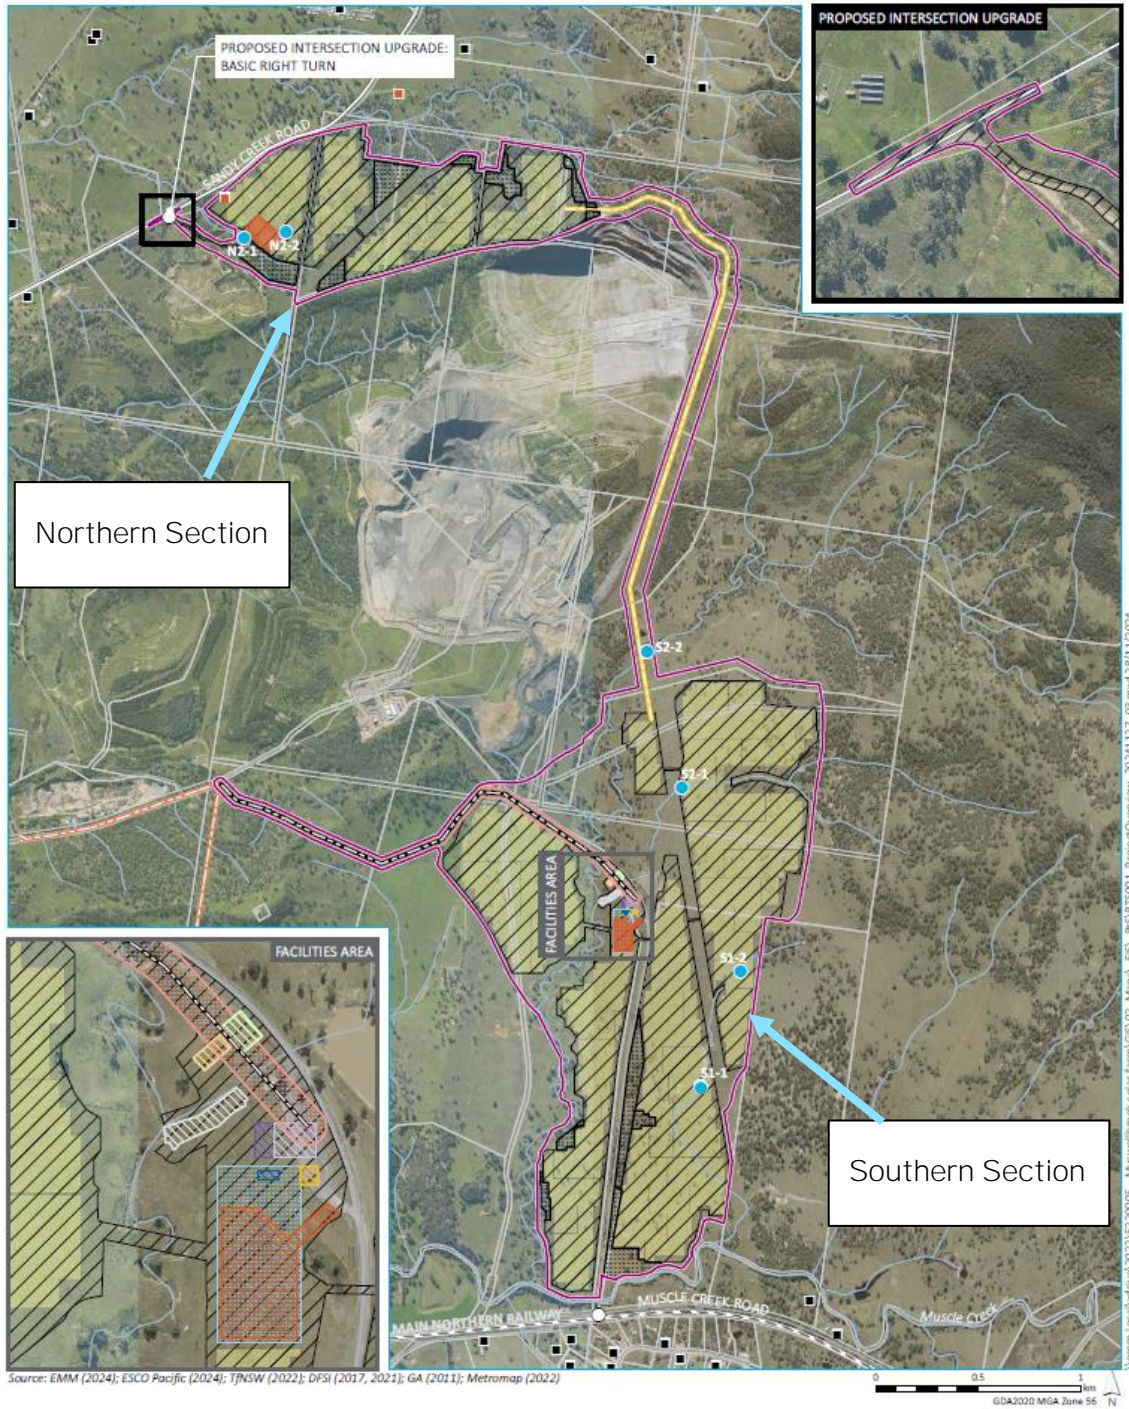 PROPOSED INTERSECTION UPGRADE:
BASIC RIGHT TURN
PROPOSED INTERSECTION UPGRADE
SANDY CREEK ROAD
N2-1
N2-2
Northern Section
S2-2
S2-1
FACILITIES AREA
S1-2
S1-1
FACILITIES AREA
Southern Section
MUSCLE CREEK ROAD
MAIN NORTHERN RAILWAY
Muscle Creek
Source: EMM (2024); ESCO Pacific (2024); TfNSW (2022); DFSI (2017, 2021); GA (2011); Metromap (2022)
0 0.5 1
km
GDA2020 MGA Zone 56
N